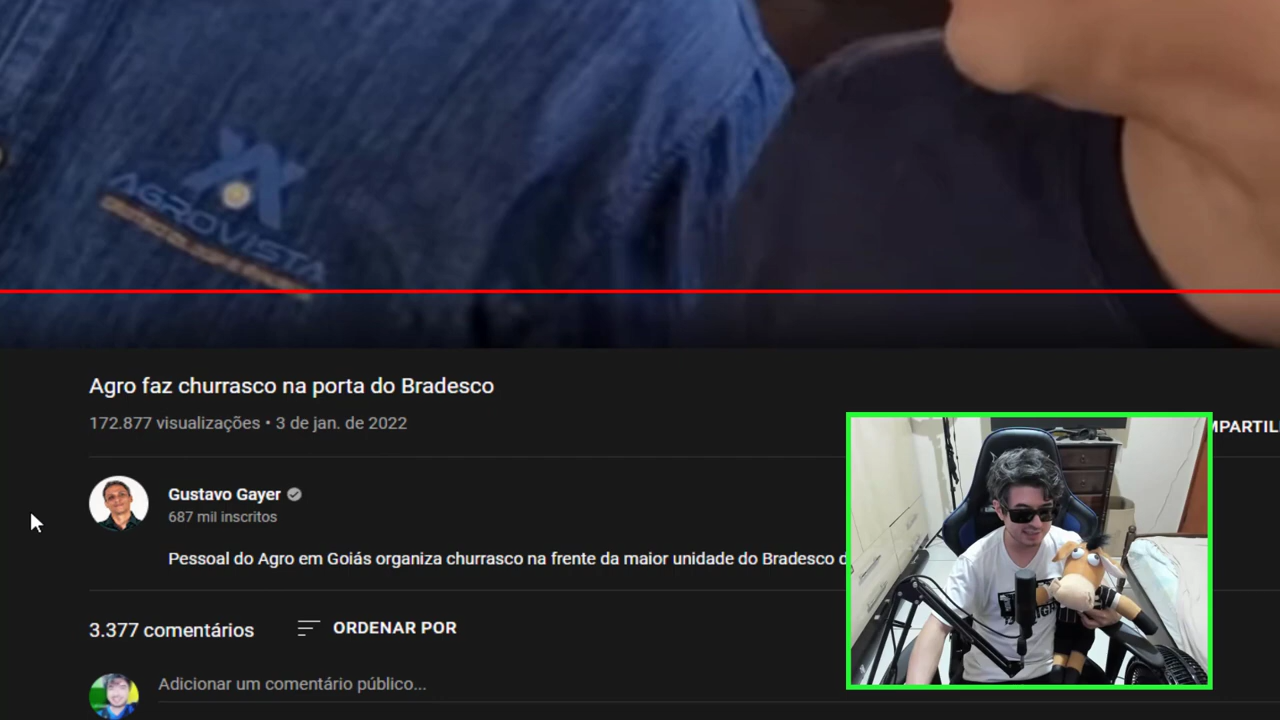 AGROVISTA
Agro faz churrasco na porta do Bradesco
172.877 visualizações • 3 de jan. de 2022
MPARTIL
Gustavo Gayer
687 mil inscritos
Pessoal do Agro em Goiás organiza churrasco na frente da maior unidade do Bradesco d
3.377 comentários
ORDENAR POR
Adicionar um comentário público...